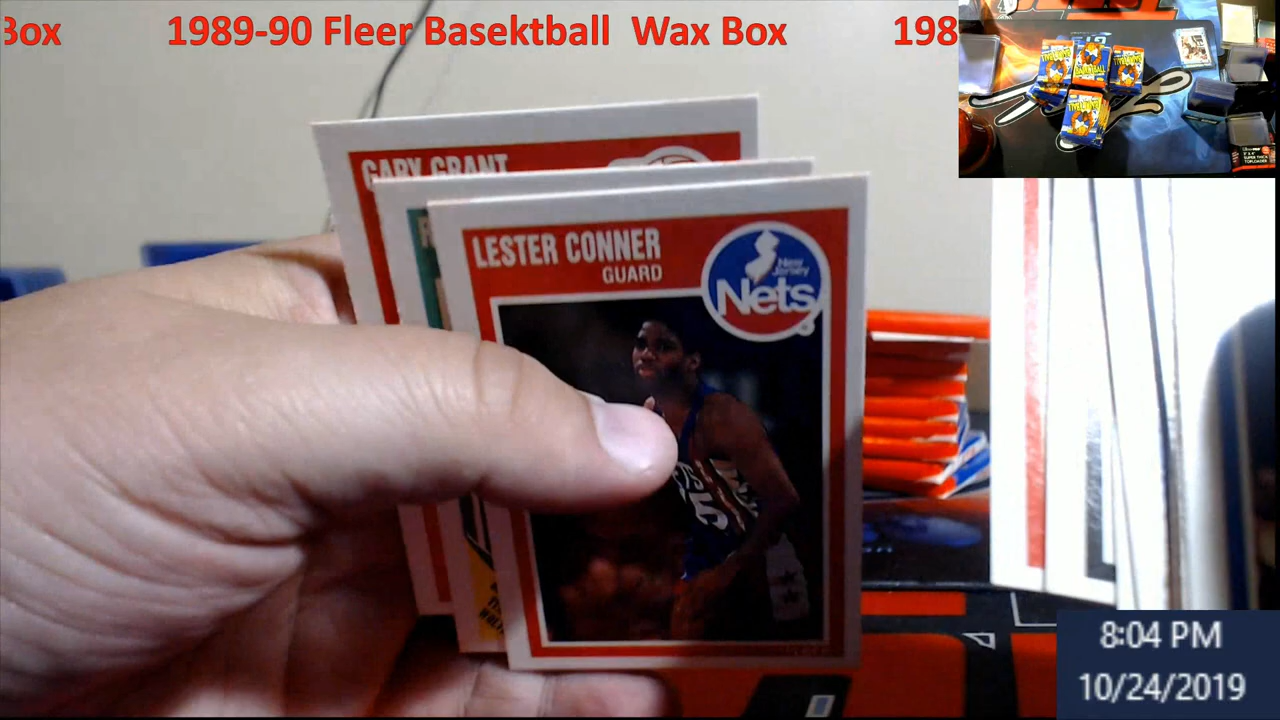 Box 1989-90 Fleer Basektball Wax Box 198
GARY GRANT
LESTER CONNER
GUARD
New
Jersey
Nets
8:04 PM
10/24/2019